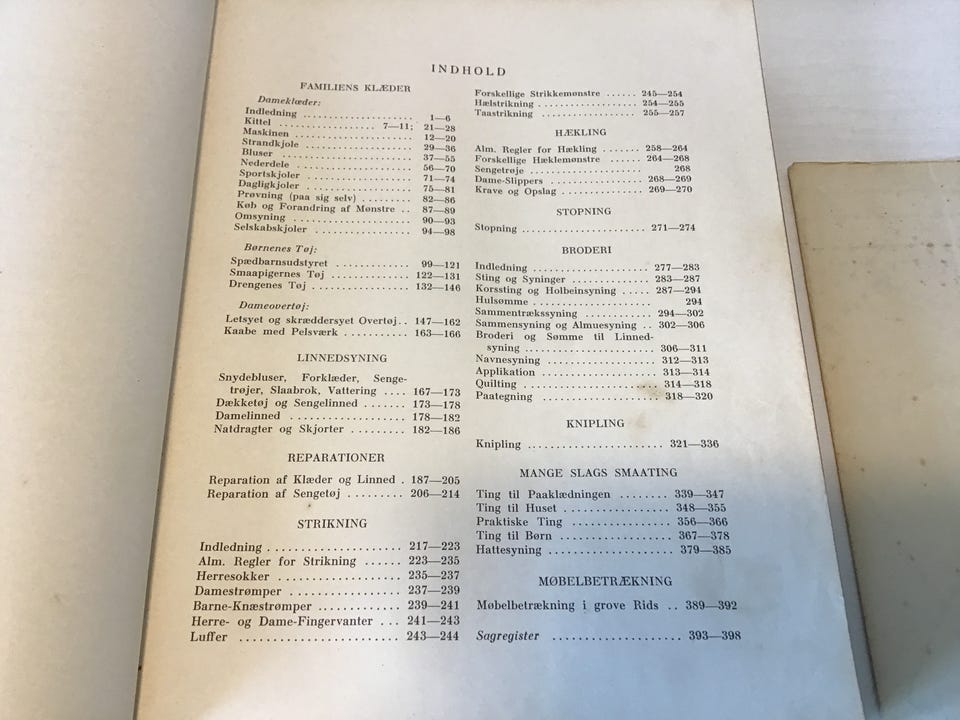 INDHOLD
FAMILIENS KLÆDER
Dameklæder:
Indledning ...................... 1—6
Kittel ................... 7—11; 21—28
Maskinen ...................... 12—20
Strandkjole ...................... 29—36
Bluser ...................... 37—55
Nederdele ...................... 56—70
Sportskjoler ...................... 71—74
Dagligkjoler ...................... 75—81
Prøvning (paa sig selv) ......... 82—86
Køb og Forandring af Mønstre .. 87—89
Omsyning ...................... 90—93
Selskabskjoler .................. 94—98
Børnenes Tøj:
Spædbarnsudstyret ............ 99—121
Smaapigernes Tøj ............ 122—131
Drengenes Tøj ................ 132—146
Dameovertøj:
Letsyet og skræddersyet Overtøj.. 147—162
Kaabe med Pelsværk .......... 163—166
LINNEDSYNING
Snydebluser, Forklæder, Senge-
trøjer, Slaabrok, Vattering .... 167—173
Dækketøj og Sengelinned ....... 173—178
Damelinned .................. 178—182
Natdragter og Skjorter ......... 182—186
REPARATIONER
Reparation af Klæder og Linned . 187—205
Reparation af Sengetøj ......... 206—214
STRIKNING
Indledning ..................... 217—223
Alm. Regler for Strikning ...... 223—235
Herresokker ................... 235—237
Damestrømper .................. 237—239
Barne-Knæstrømper ............. 239—241
Herre- og Dame-Fingervanter ... 241—243
Luffer ......................... 243—244
Forskellige Strikkemønstre ...... 245—254
Hælstrikning .................. 254—255
Taastrikning .................. 255—257
HÆKLING
Alm. Regler for Hækling ....... 258—264
Forskellige Hæklemønstre ...... 264—268
Sengetrøje ..................... 268
Dame-Slippers ................. 268—269
Krave og Opslag ............... 269—270
STOPNING
Stopning ...................... 271—274
BRODERI
Indledning .................... 277—283
Sting og Syninger .............. 283—287
Korssting og Holbeinsyning ..... 287—294
Hulsømme ..................... 294
Sammentrækssyning ............ 294—302
Sammensyning og Almuesyning .. 302—306
Broderi og Sømme til Linned-
syning ...................... 306—311
Navnesyning ................... 312—313
Applikation .................... 313—314
Quilting ....................... 314—318
Paategning .................... 318—320
KNIPLING
Knipling ...................... 321—336
MANGE SLAGS SMAATING
Ting til Paaklædningen ........ 339—347
Ting til Huset ................. 348—355
Praktiske Ting ................ 356—366
Ting til Børn .................. 367—378
Hattesyning ................... 379—385
MØBELBETRÆKNING
Møbelbetrækning i grove Rids .. 389—392
Sagregister ................... 393—398